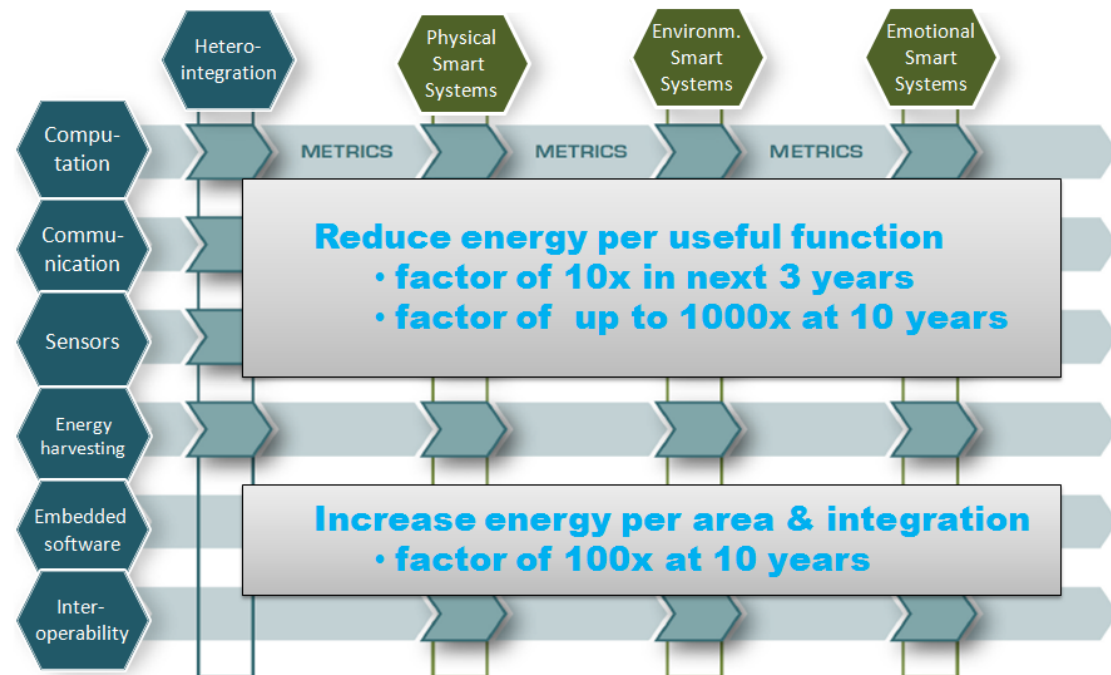 Hetero-
integration
Physical
Smart
Systems
Environm.
Smart
Systems
Emotional
Smart
Systems
Compu-
tation
METRICS METRICS METRICS
Commu-
nication
Reduce energy per useful function
• factor of 10x in next 3 years
• factor of up to 1000x at 10 years
Sensors
Energy
harvesting
Embedded
software
Increase energy per area & integration
• factor of 100x at 10 years
Inter-
operability